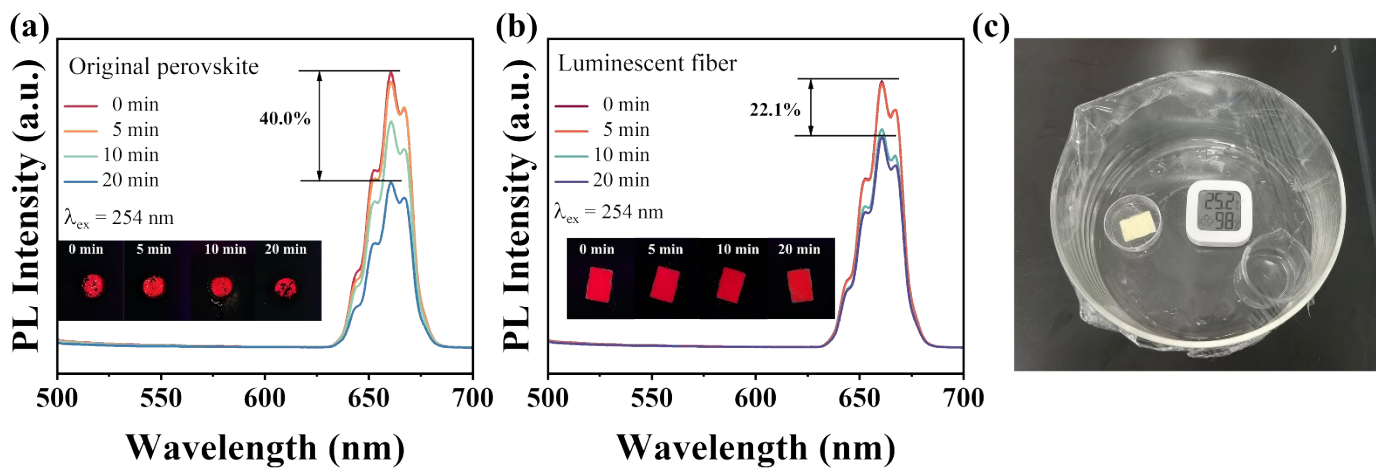 (a)
Original perovskite
0 min
5 min
10 min
20 min
λex = 254 nm
40.0%
0 min 5 min 10 min 20 min
PL Intensity (a.u.)
500 550 600 650 700
Wavelength (nm)
(b)
Luminescent fiber
0 min
5 min
10 min
20 min
λex = 254 nm
22.1%
0 min 5 min 10 min 20 min
PL Intensity (a.u.)
500 550 600 650 700
Wavelength (nm)
(c)
25.2
98